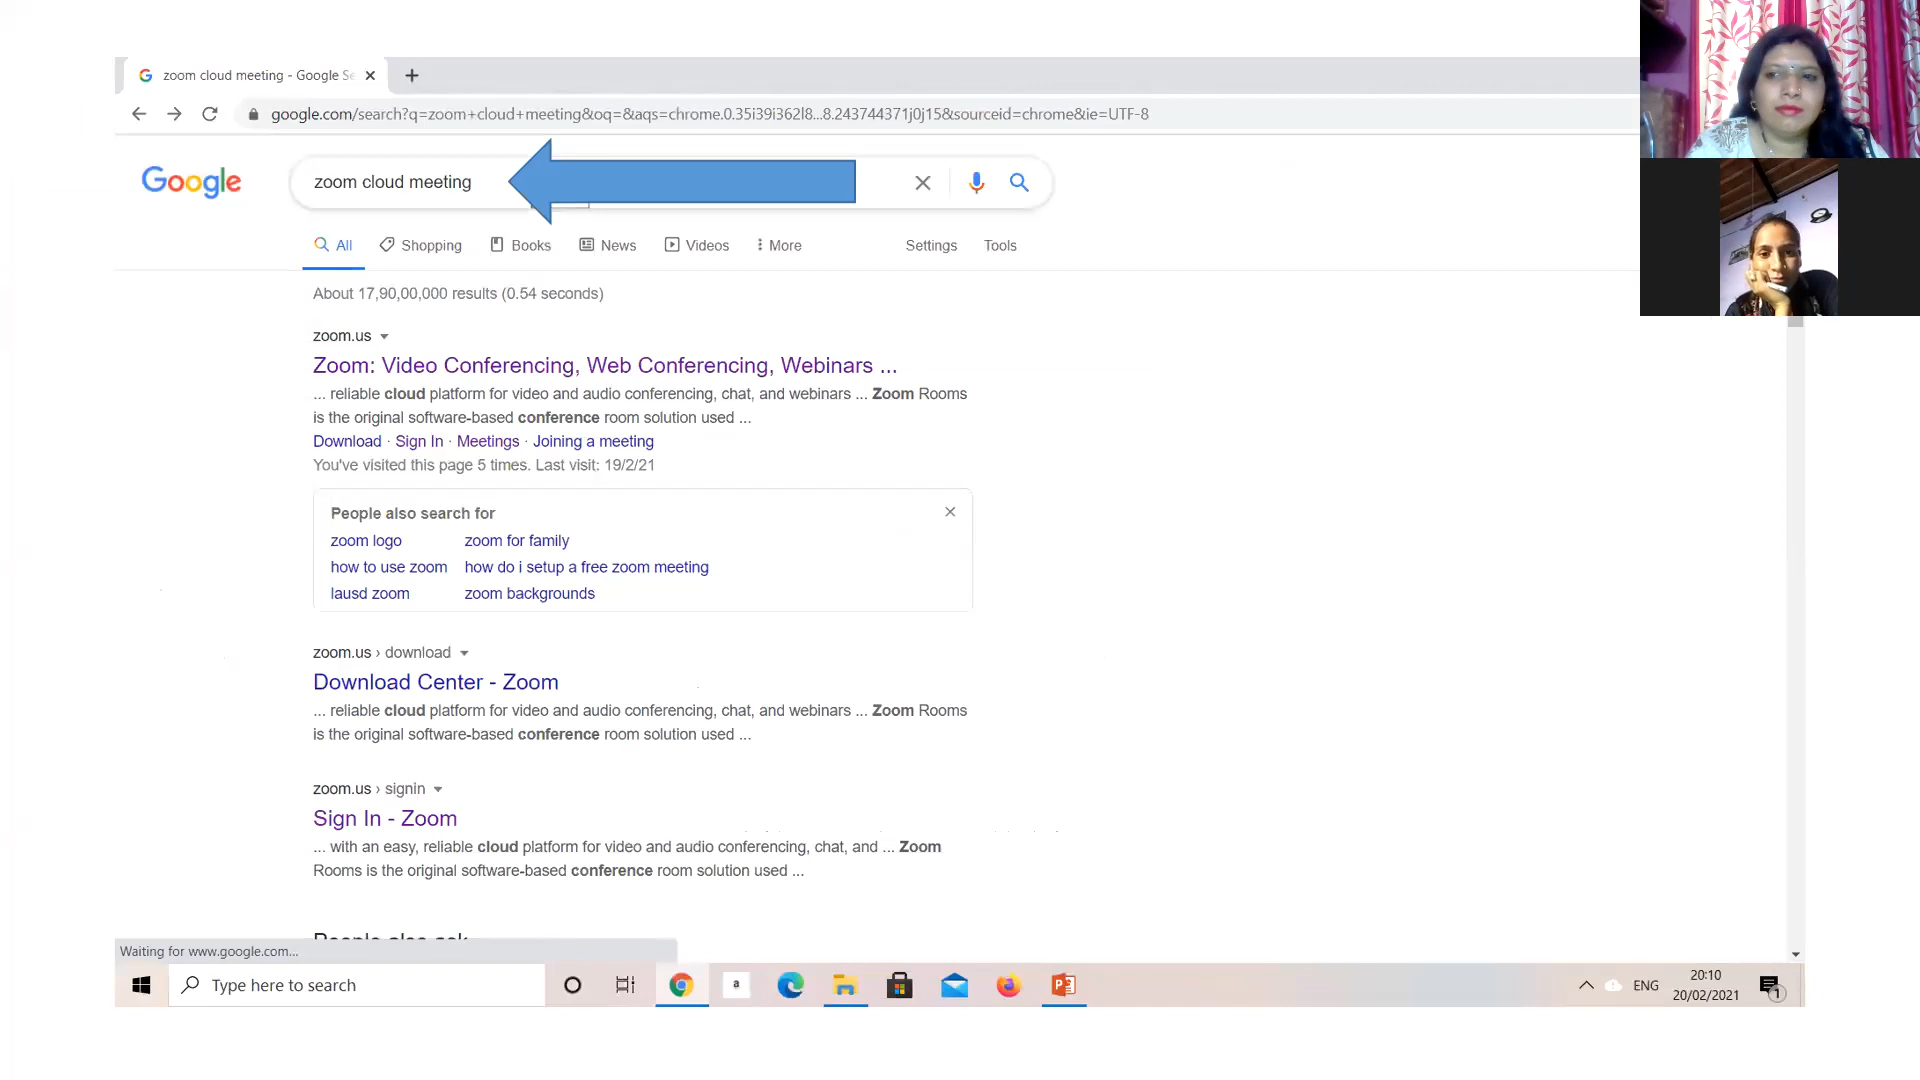 zoom cloud meeting - Google Se
google.com/search?q=zoom+cloud+meeting&oq=&aqs=chrome.0.35i39i362l8...8.243744371j0j15&sourceid=chrome&ie=UTF-8
Google
zoom cloud meeting
All Shopping Books News Videos More Settings Tools
About 17,90,00,000 results (0.54 seconds)
zoom.us
Zoom: Video Conferencing, Web Conferencing, Webinars ...
... reliable cloud platform for video and audio conferencing, chat, and webinars ... Zoom Rooms
is the original software-based conference room solution used ...
Download · Sign In · Meetings · Joining a meeting
You've visited this page 5 times. Last visit: 19/2/21
People also search for
zoom logo zoom for family
how to use zoom how do i setup a free zoom meeting
lausd zoom zoom backgrounds
zoom.us › download
Download Center - Zoom
... reliable cloud platform for video and audio conferencing, chat, and webinars ... Zoom Rooms
is the original software-based conference room solution used ...
zoom.us › signin
Sign In - Zoom
... with an easy, reliable cloud platform for video and audio conferencing, chat, and ... Zoom
Rooms is the original software-based conference room solution used ...
People also ask
Waiting for www.google.com...
Type here to search
a
P
ENG
20:10
20/02/2021
1